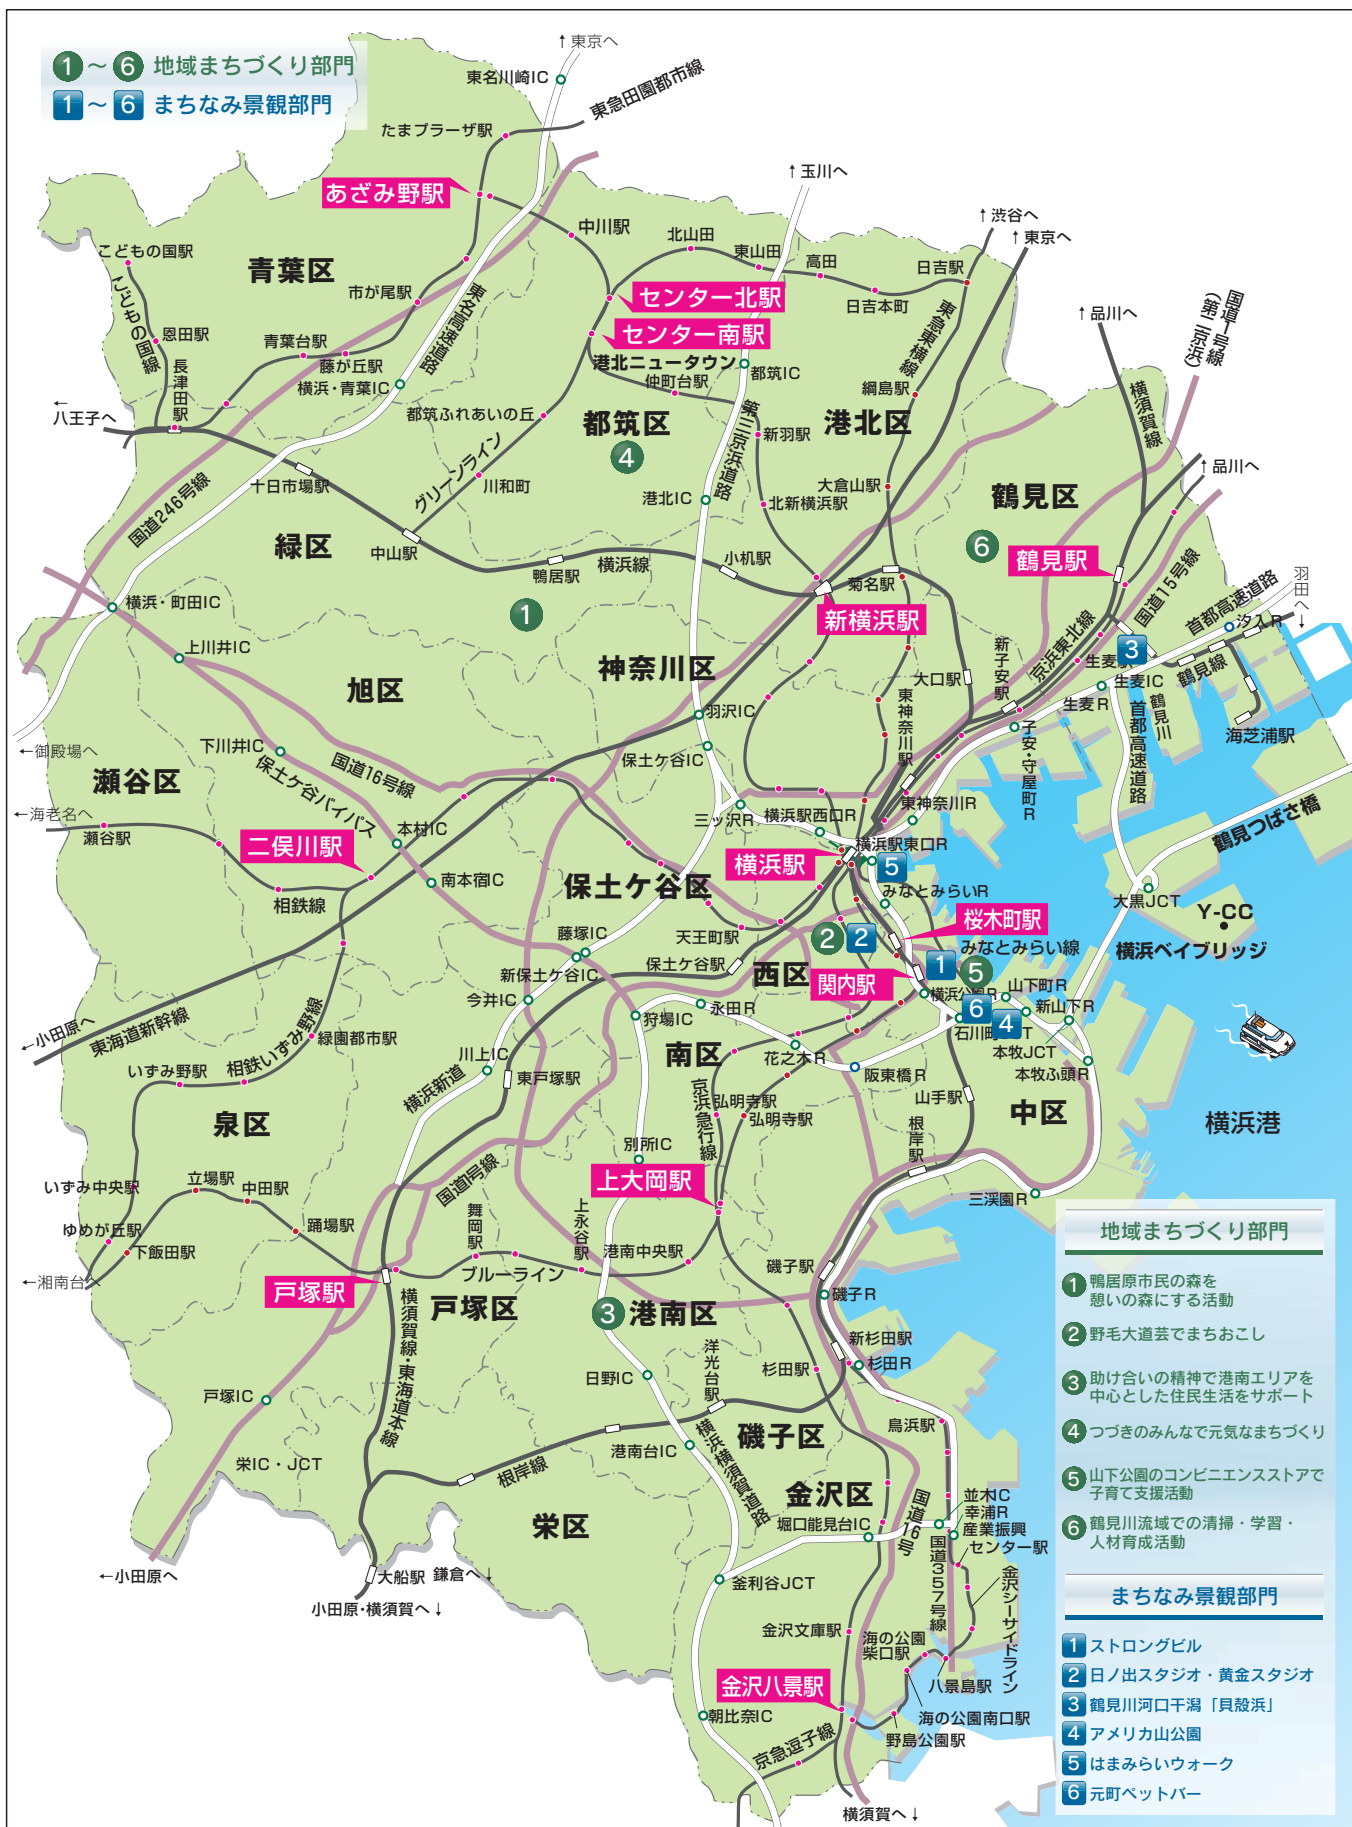 1～6 地域まちづくり部門
1～6 まちなみ景観部門
↑東京へ
東名川崎IC
東急田園都市線
たまプラーザ駅
あざみ野駅
↑玉川へ
中川駅
北山田
東山田
高田
日吉本町
日吉駅
↑渋谷へ
↑東京へ
こどもの国駅
こどもの国線
恩田駅
長津田駅
青葉区
市が尾駅
青葉台駅
藤が丘駅
横浜・青葉IC
東名高速道路
センター北駅
センター南駅
港北ニュータウン
仲町台駅
都筑IC
東急東横線
綱島駅
↑品川へ
国道1号線
(第二京浜)
横須賀線
↑品川へ
←
八王子へ
都筑ふれあいの丘
都筑区
4
第三京浜道路
新羽駅
港北区
大倉山駅
国道246号線
十日市場駅
グリーンライン
川和町
港北IC
北新横浜駅
鶴見区
6
鶴見駅
国道15号線
緑区
中山駅
鴨居駅
横浜線
小机駅
菊名駅
新横浜駅
1
横浜・町田IC
上川井IC
神奈川区
旭区
羽沢IC
大口駅
東神奈川駅
新子安駅
京浜東北線
生麦駅
3
首都高速道路
羽田へ↓
汐入R
鶴見線
生麦IC
生麦R
鶴見川
首都高速道路
海芝浦駅
←御殿場へ
下川井IC
国道16号線
保土ケ谷バイパス
保土ケ谷IC
子安・守屋町R
瀬谷区
←海老名へ
瀬谷駅
二俣川駅
本村IC
三ッ沢R
横浜駅西口R
東神奈川R
横浜駅東口R
横浜駅
5
みなとみらいR
鶴見つばさ橋
南本宿IC
相鉄線
保土ケ谷区
天王町駅
大黒JCT
Y-CC
横浜ベイブリッジ
藤塚IC
新保土ケ谷IC
保土ケ谷駅
2
2
桜木町駅
みなとみらい線
西区
関内駅
1
5
横浜公園R
山下町R
今井IC
狩場IC
永田R
6
4
新山下R
石川町JCT
←小田原へ
東海道新幹線
相鉄いずみ野線
緑園都市駅
川上IC
南区
花之木R
本牧JCT
本牧ふ頭R
いずみ野駅
横浜新道
東戸塚駅
京浜急行線
阪東橋R
弘明寺駅
弘明寺駅
山手駅
根岸駅
中区
横浜港
泉区
別所IC
いずみ中央駅
立場駅
中田駅
国道1号線
上大岡駅
三渓園R
ゆめが丘駅
下飯田駅
踊場駅
舞岡駅
上永谷駅
港南中央駅
←湘南台へ
戸塚駅
ブルーライン
磯子駅
磯子R
戸塚区
3
港南区
横須賀線・東海道本線
新杉田駅
杉田R
杉田駅
戸塚IC
日野IC
洋光台駅
鳥浜駅
栄IC・JCT
根岸線
港南台IC
横浜横須賀道路
磯子区
金沢区
栄区
堀口能見台IC
国道16号
並木IC
幸浦R
産業振興
センター駅
←小田原へ
大船駅
鎌倉へ↓
小田原・横須賀へ↓
釜利谷JCT
国道357号線
金沢シーサイドライン
金沢文庫駅
海の公園
柴口駅
八景島駅
金沢八景駅
海の公園南口駅
野島公園駅
朝比奈IC
京急逗子線
横須賀へ↓
地域まちづくり部門
1 鴨居原市民の森を
憩いの森にする活動
2 野毛大道芸でまちおこし
3 助け合いの精神で港南エリアを
中心とした住民生活をサポート
4 つづきのみんなで元気なまちづくり
5 山下公園のコンビニエンスストアで
子育て支援活動
6 鶴見川流域での清掃・学習・
人材育成活動
まちなみ景観部門
1 ストロングビル
2 日ノ出スタジオ・黄金スタジオ
3 鶴見川河口干潟「貝殻浜」
4 アメリカ山公園
5 はまみらいウォーク
6 元町ペットバー